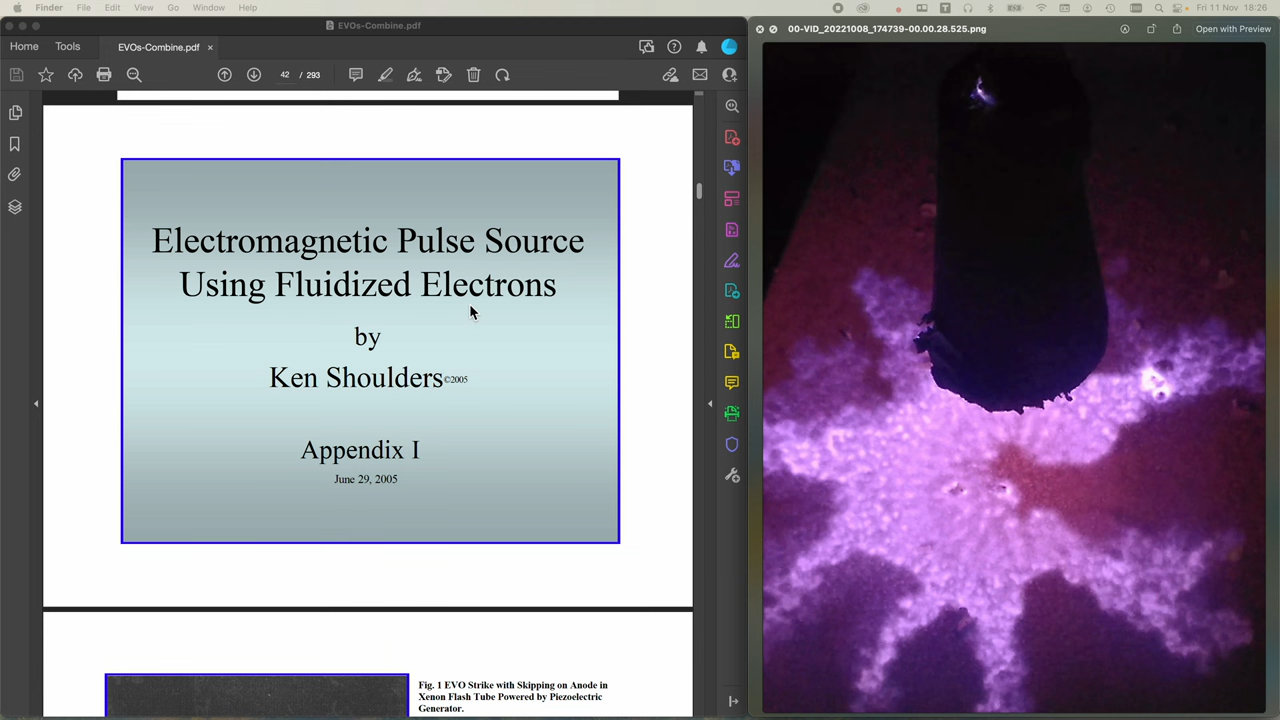 Finder File Edit View Go Window Help
Fri 11 Nov 18:26
EVOs-Combine.pdf
Home Tools EVOs-Combine.pdf ×
42 / 293
Electromagnetic Pulse Source
Using Fluidized Electrons
by
Ken Shoulders©2005
Appendix I
June 29, 2005
Fig. 1 EVO Strike with Skipping on Anode in
Xenon Flash Tube Powered by Piezoelectric
Generator.
00-VID_20221008_174739-00.00.28.525.png
Open with Preview